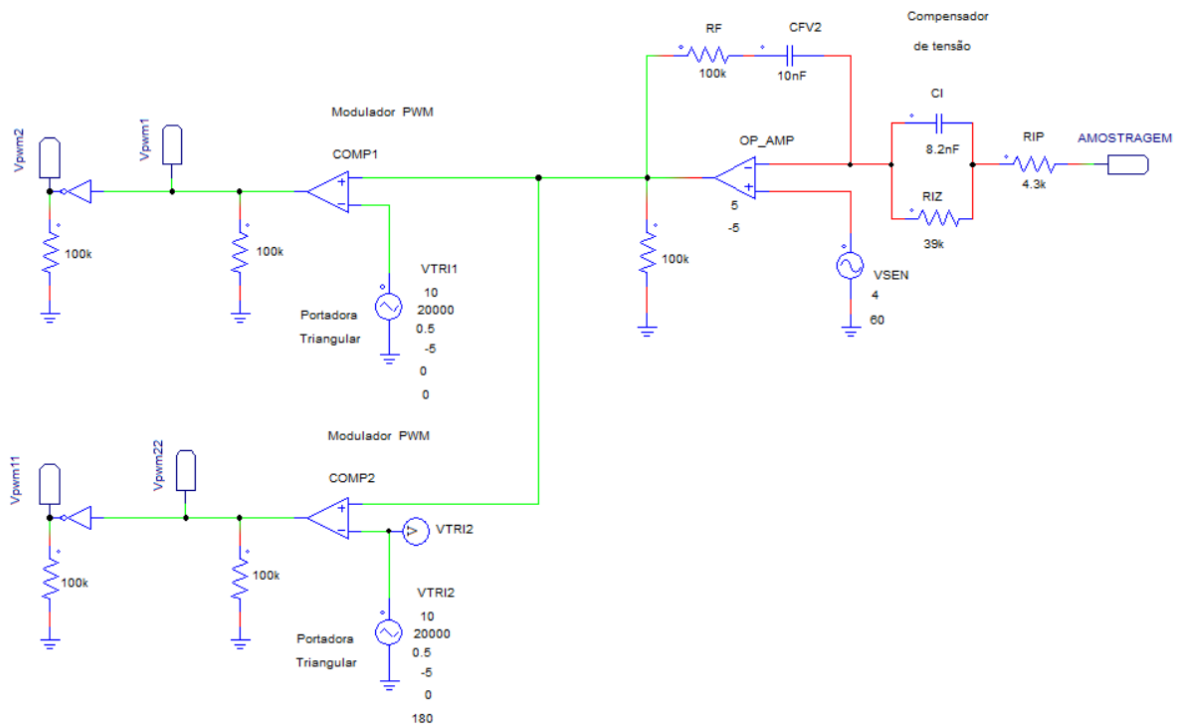 Compensador
de tensão
RF
CFV2
100k
10nF
CI
8.2nF
RIP
AMOSTRAGEM
4.3k
RIZ
39k
OP_AMP
5
-5
100k
VSEN
4
60
Modulador PWM
Vpwm2
Vpwm1
COMP1
100k
100k
VTRI1
10
20000
0.5
-5
0
0
Portadora
Triangular
Modulador PWM
Vpwm11
Vpwm22
COMP2
V
VTRI2
100k
100k
VTRI2
10
20000
0.5
-5
0
180
Portadora
Triangular